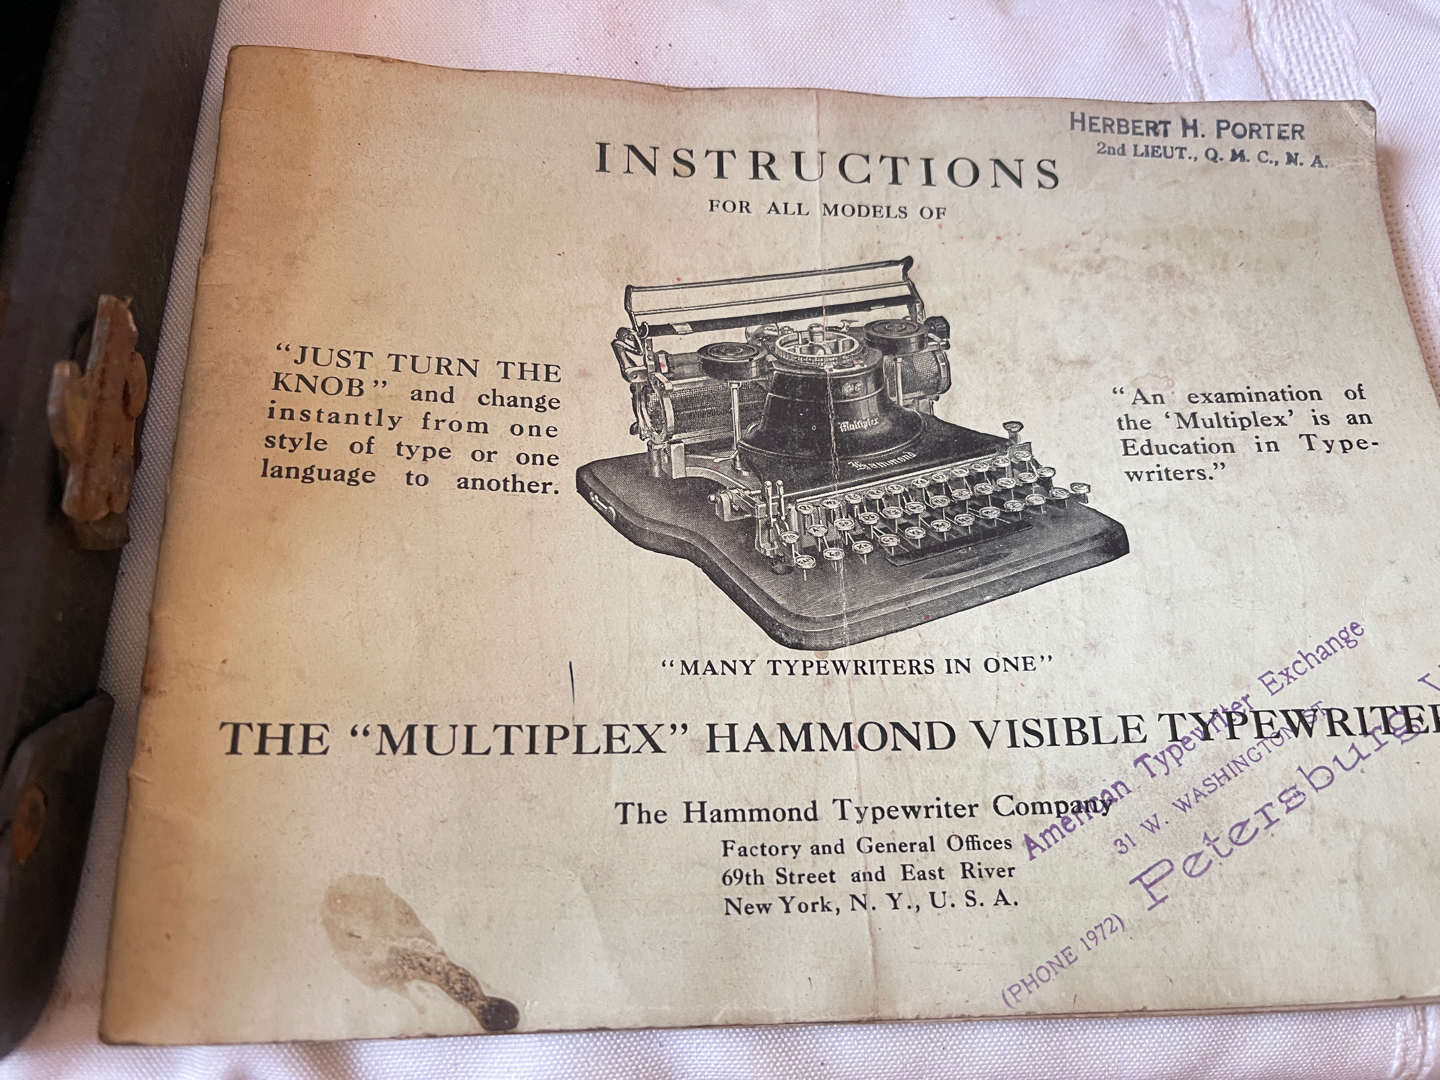 HERBERT H. PORTER
2nd LIEUT., Q. M. C., N. A.
INSTRUCTIONS
FOR ALL MODELS OF
“JUST TURN THE
KNOB” and change
instantly from one
style of type or one
language to another.
Multiplex
Hammond
“An examination of
the ‘Multiplex’ is an
Education in Type-
writers.”
“MANY TYPEWRITERS IN ONE”
THE “MULTIPLEX” HAMMOND VISIBLE TYPEWRITER
The Hammond Typewriter Company
Factory and General Offices
69th Street and East River
New York, N. Y., U. S. A.
American Typewriter Exchange
31 W. WASHINGTON ST.
Petersburg
(PHONE 1972)